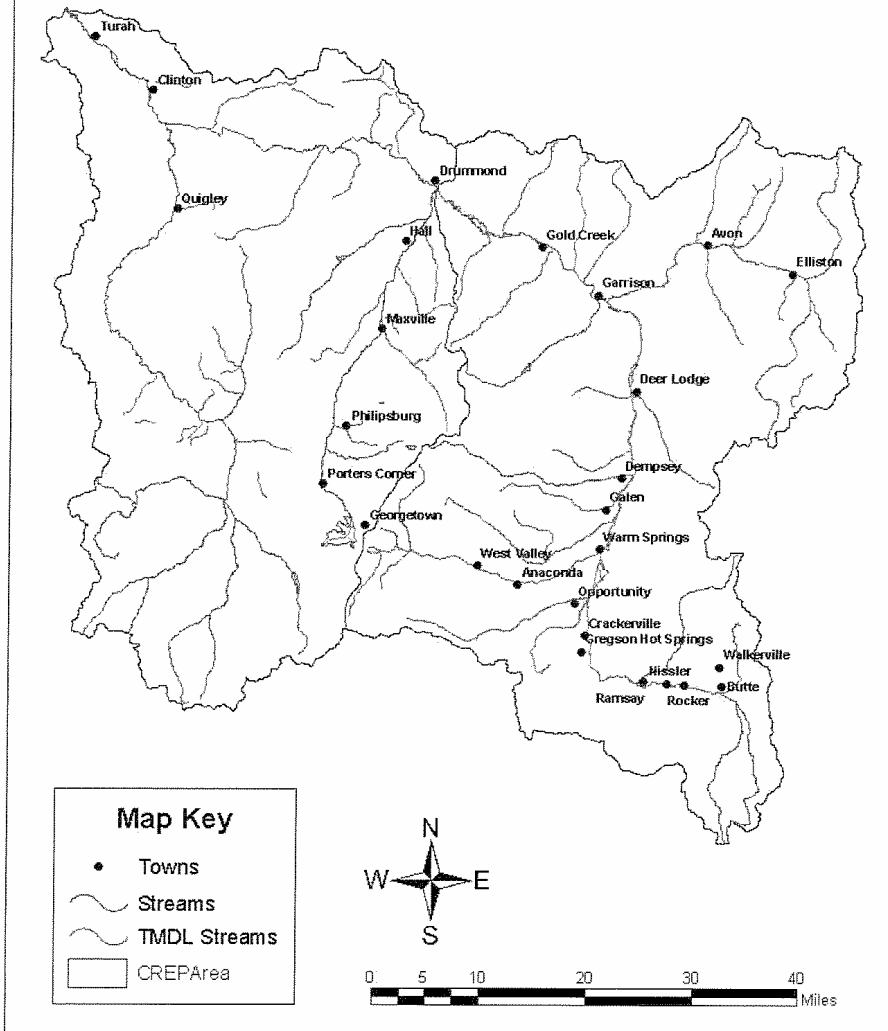 Turah
Clinton
Drummond
Quigley
Hall
Gold Creek
Avon
Elliston
Garrison
Maxville
Deer Lodge
Philipsburg
Porters Corner
Dempsey
Galen
Georgetown
Warm Springs
West Valley
Anaconda
Opportunity
Crackerville
Gregson Hot Springs
Walkerville
Nissler
Butte
Ramsay
Rocker
Map Key
Towns
Streams
TMDL Streams
CREPArea
N
W E
S
0 5 10 20 30 40
Miles